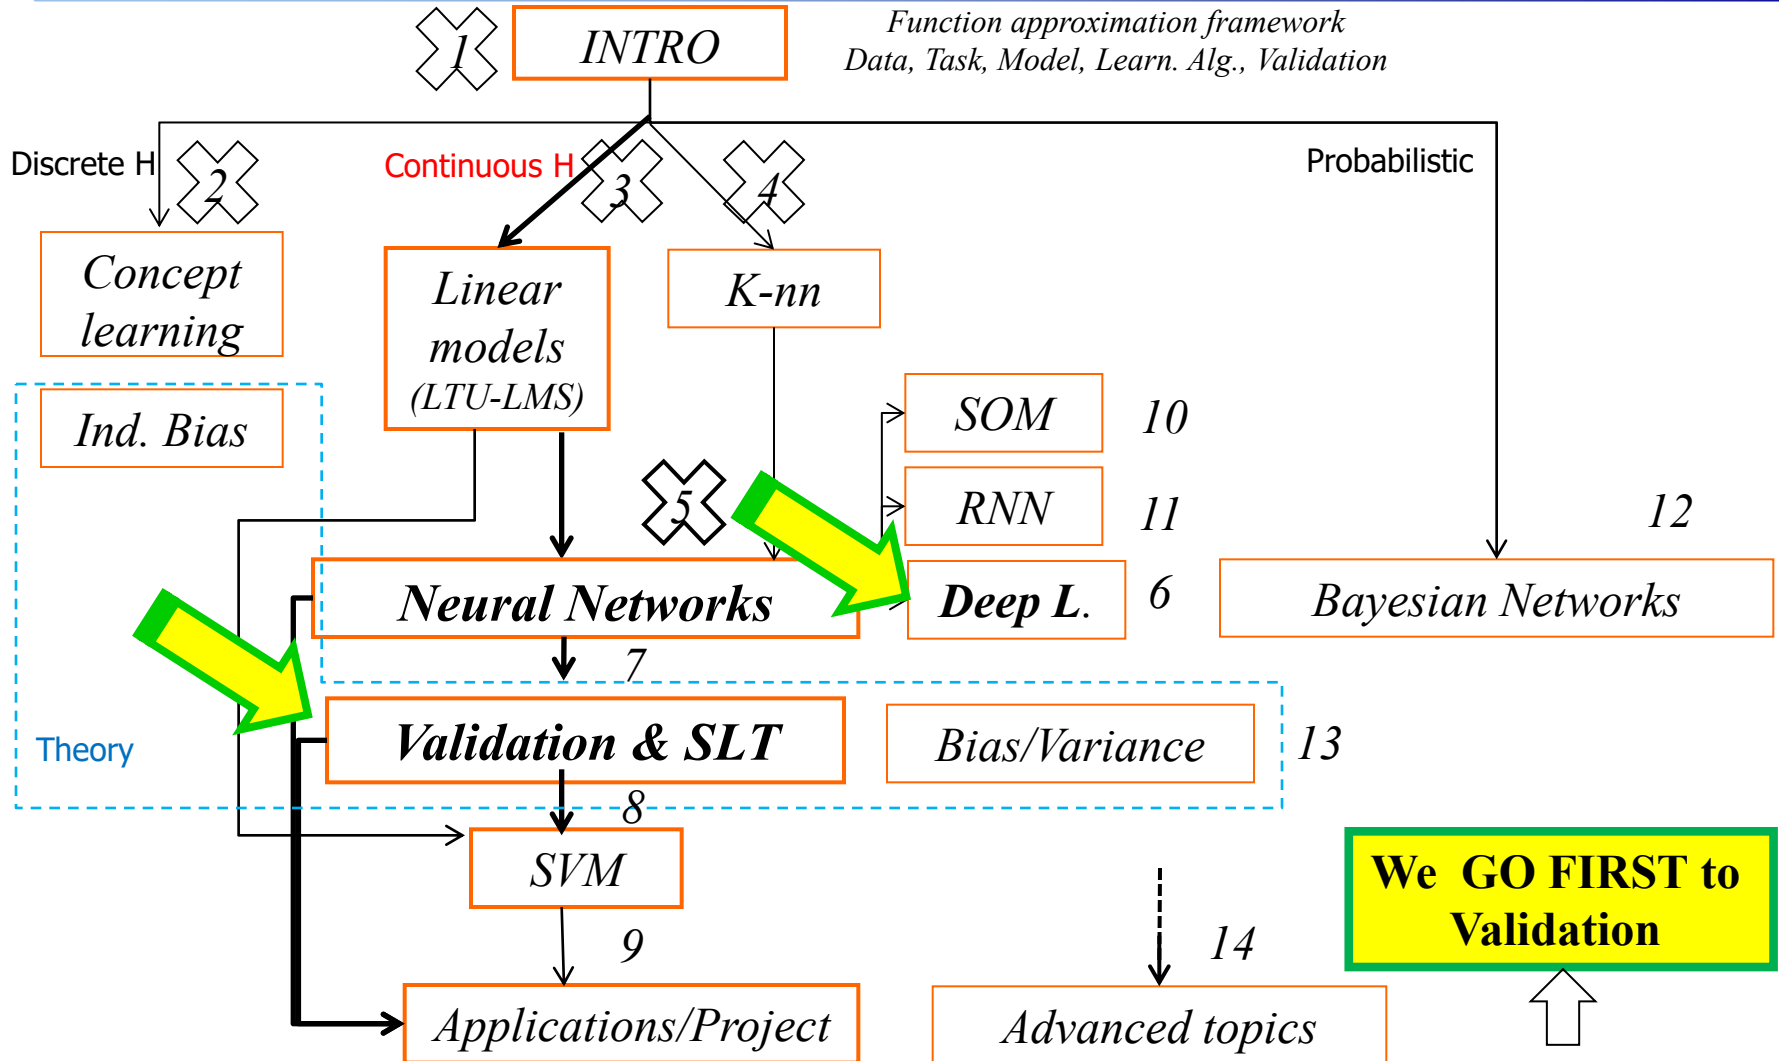 1
INTRO
Function approximation framework
Data, Task, Model, Learn. Alg., Validation
Discrete H
2
Continuous H
3
4
Probabilistic
Concept
learning
Linear
models
(LTU-LMS)
K-nn
Ind. Bias
SOM
10
5
RNN
11
12
Neural Networks
Deep L.
6
Bayesian Networks
7
Theory
Validation & SLT
Bias/Variance
13
8
SVM
We GO FIRST to
Validation
9
14
Applications/Project
Advanced topics